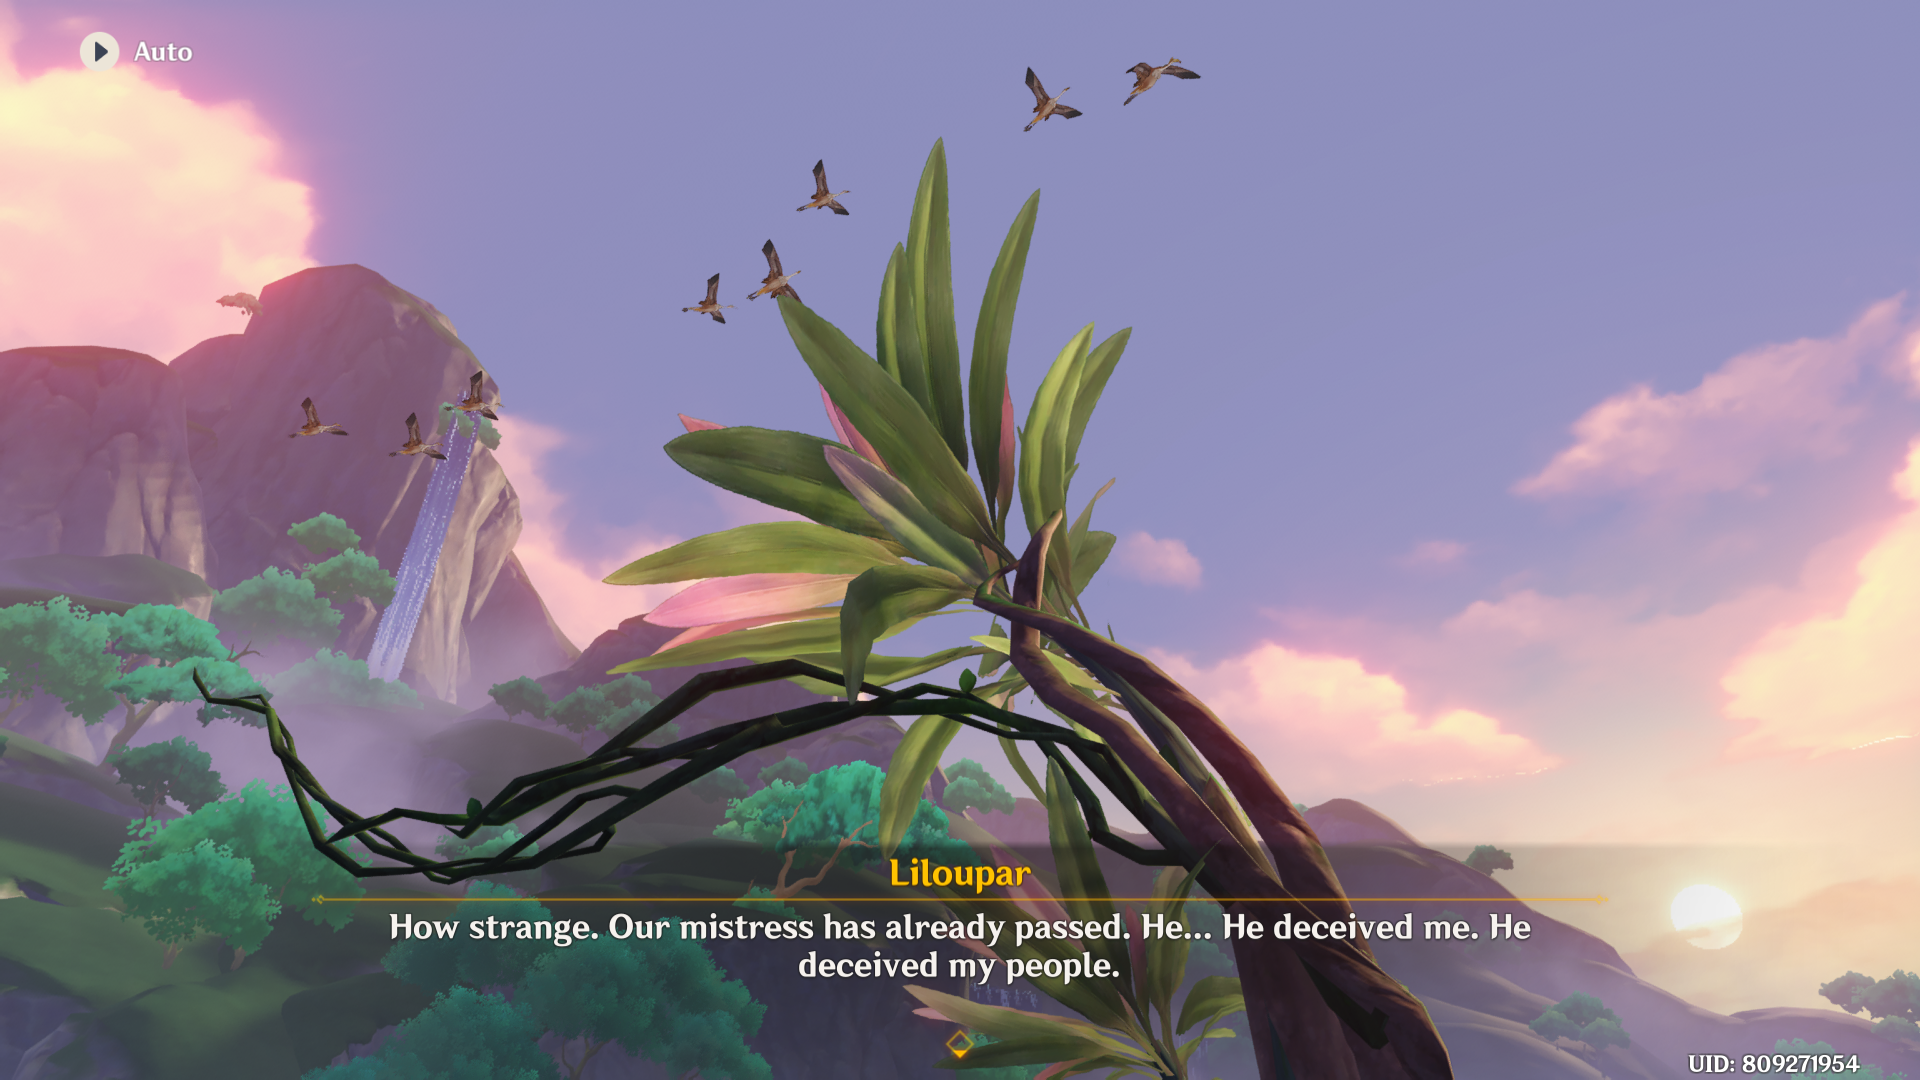 Auto
Liloupar
How strange. Our mistress has already passed. He... He deceived me. He
deceived my people.
UID: 809271954